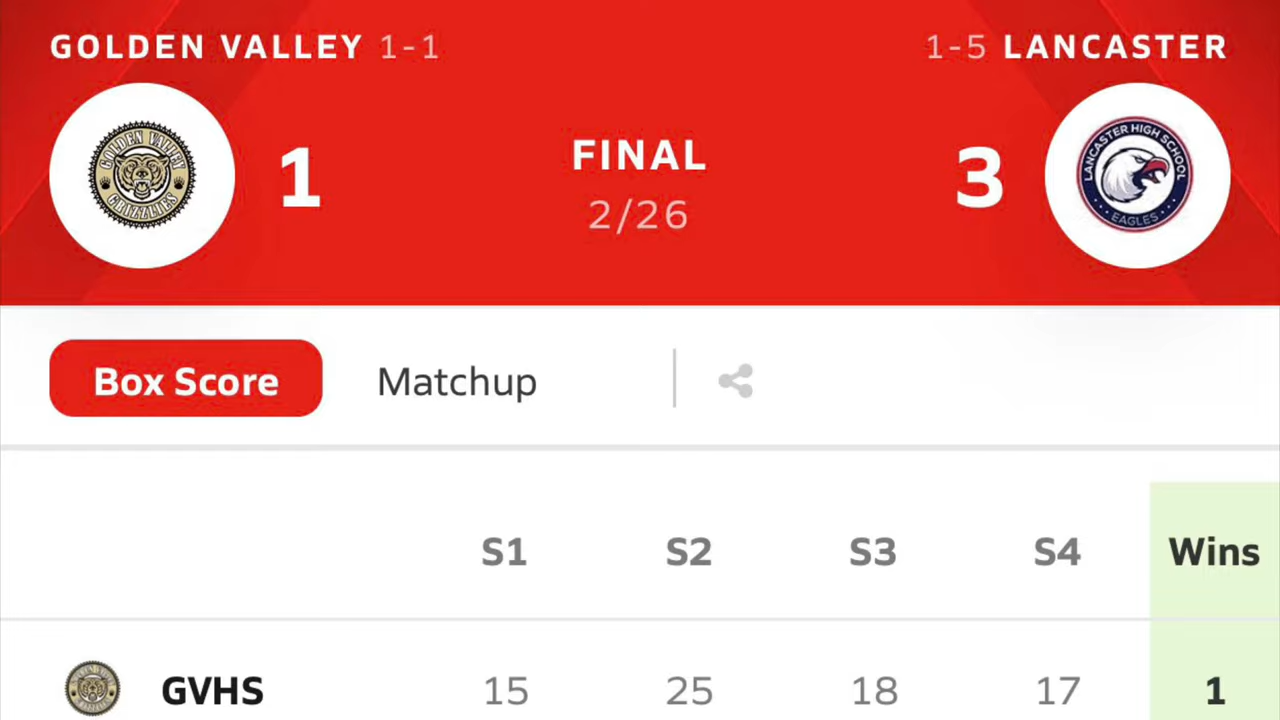 GOLDEN VALLEY 1-1
1-5 LANCASTER
GOLDEN VALLEY
GRIZZLIES
1
FINAL
2/26
3
LANCASTER HIGH SCHOOL
EAGLES
Box Score
Matchup
S1 S2 S3 S4 Wins
GVHS 15 25 18 17 1